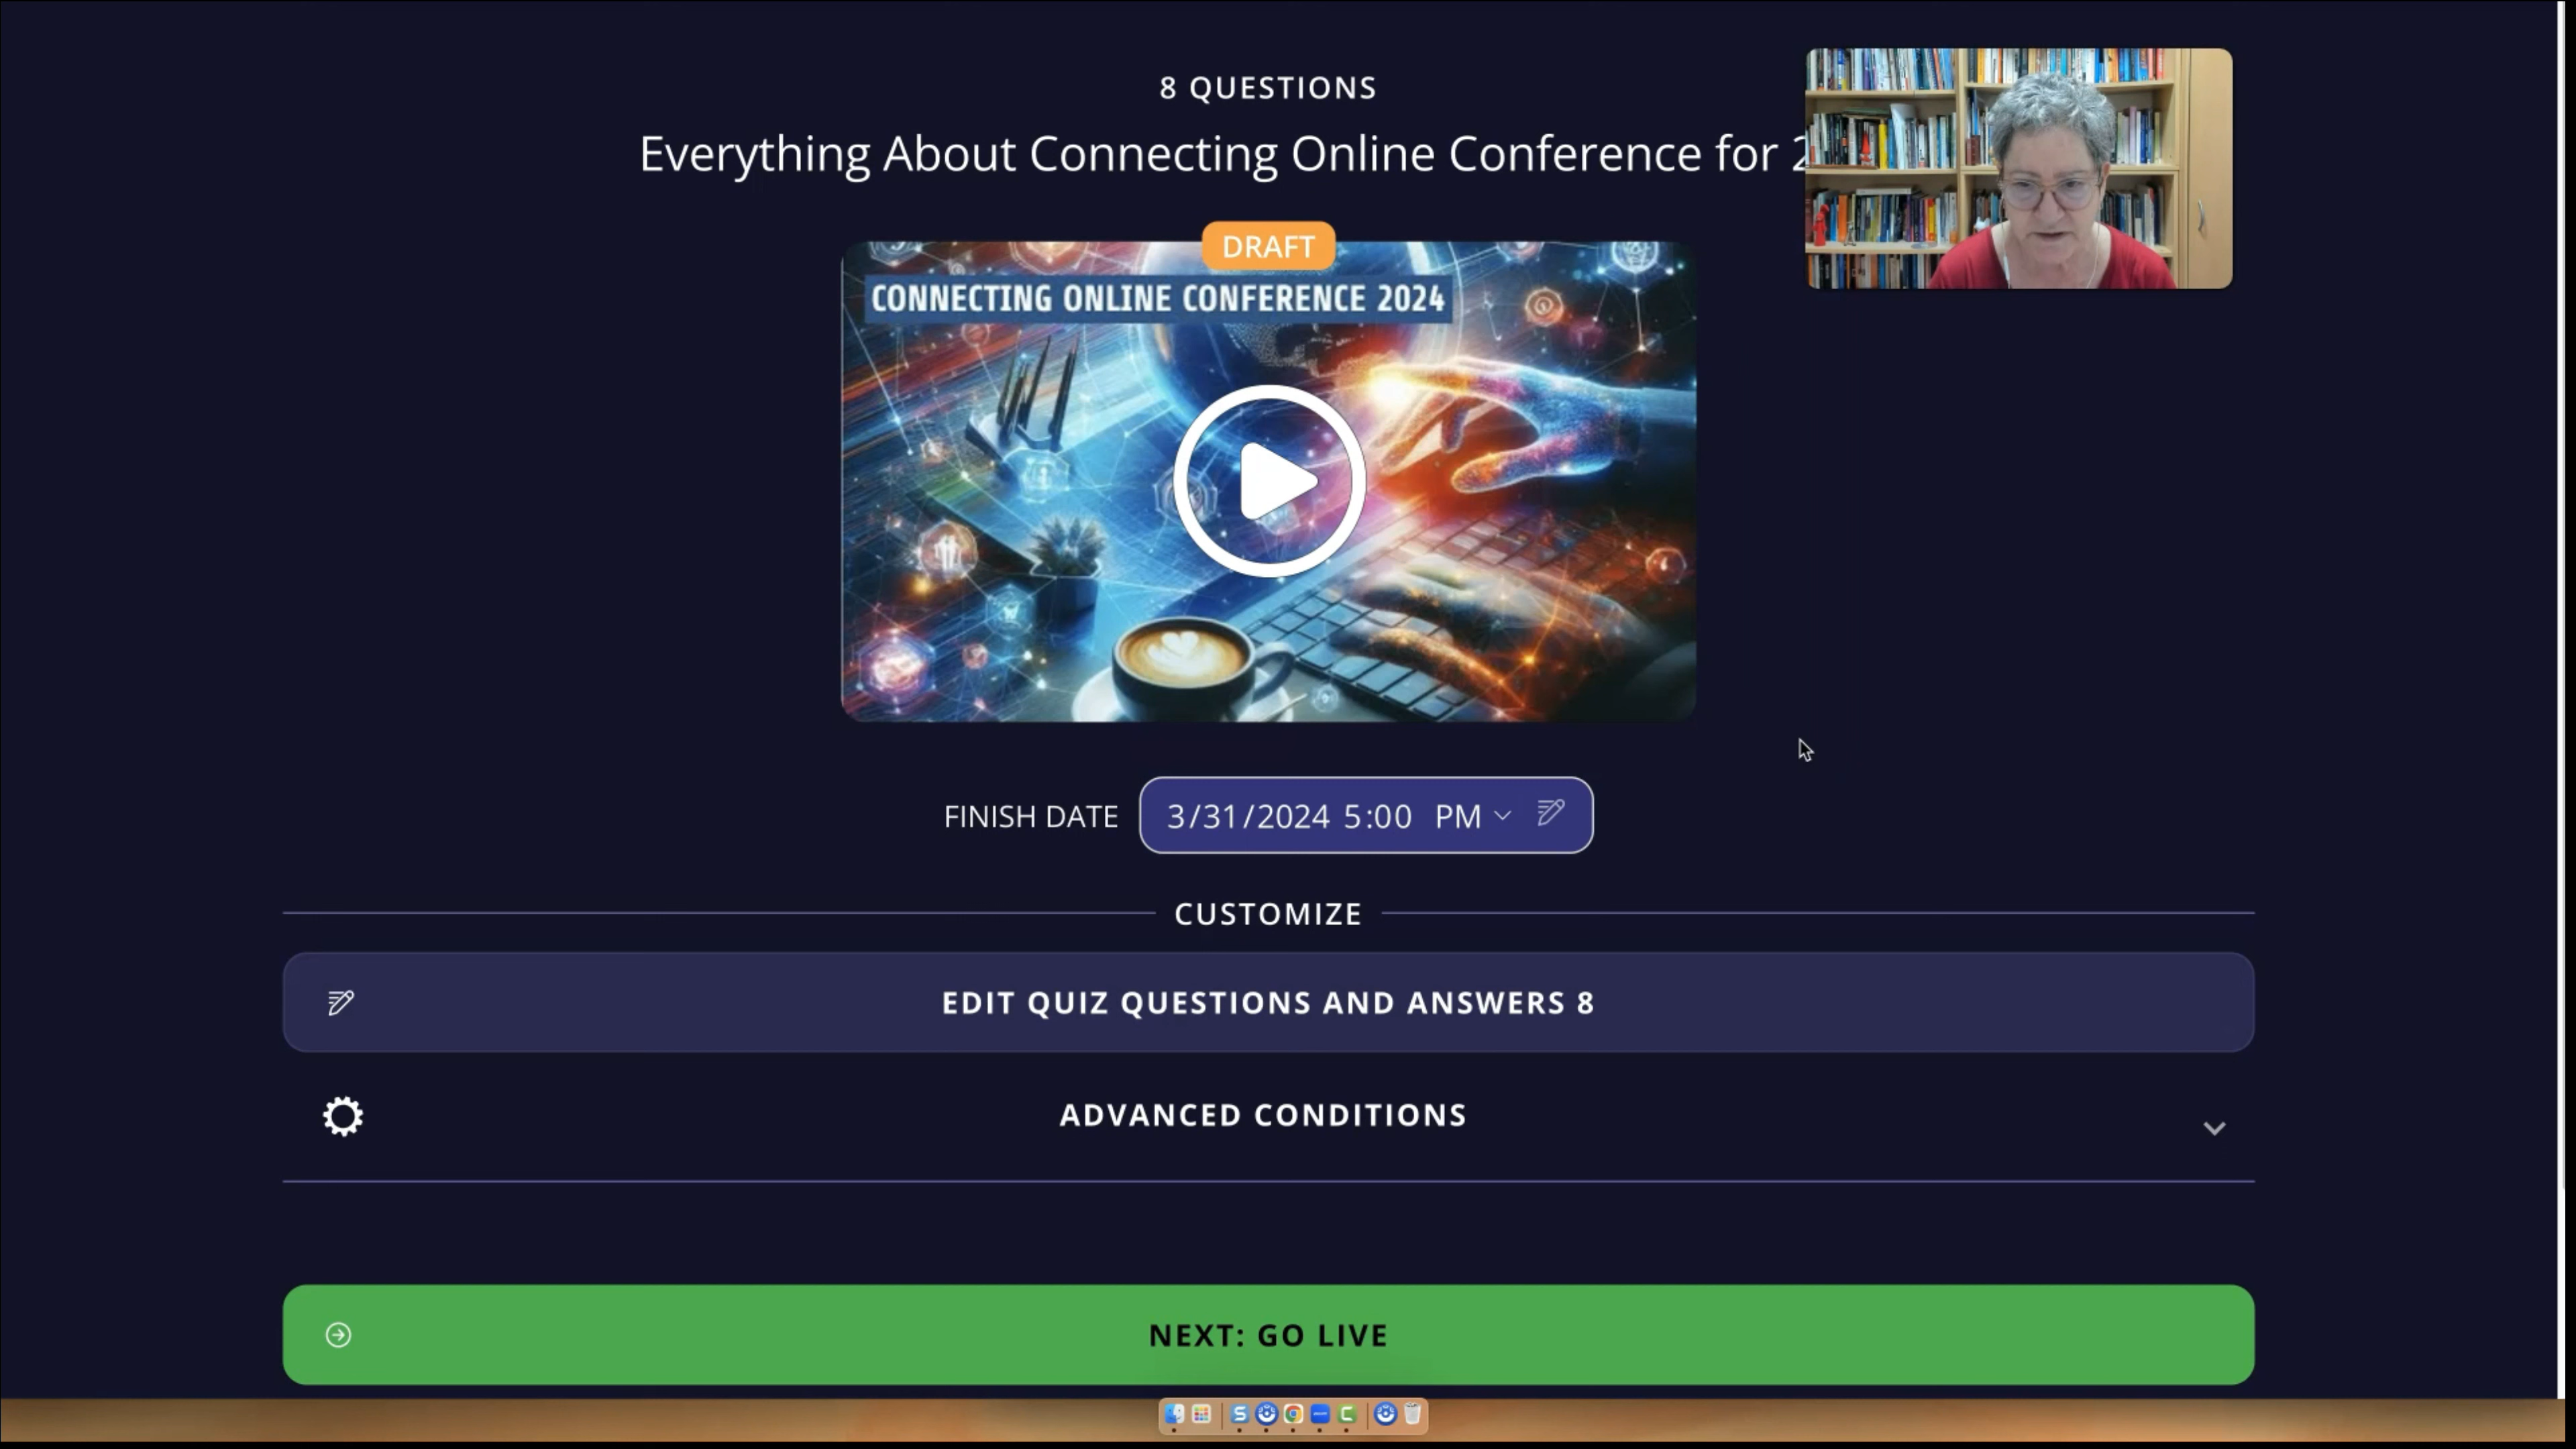 8 QUESTIONS
Everything About Connecting Online Conference for
DRAFT
CONNECTING ONLINE CONFERENCE 2024
FINISH DATE 3/31/2024 5:00 PM
CUSTOMIZE
EDIT QUIZ QUESTIONS AND ANSWERS 8
ADVANCED CONDITIONS
NEXT: GO LIVE